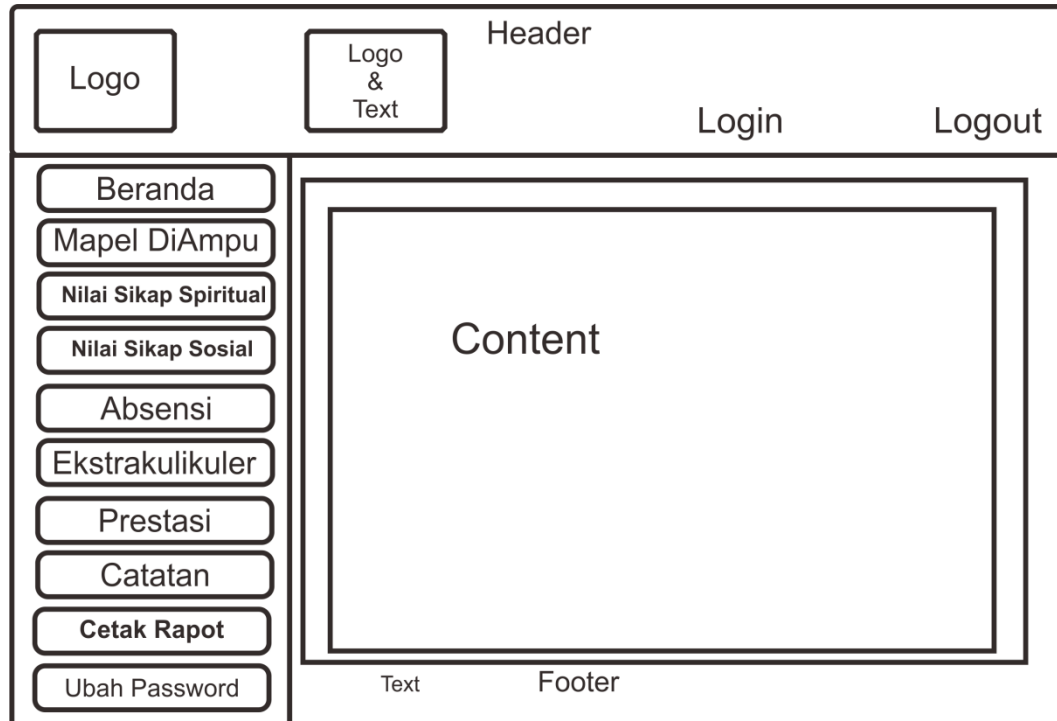 Header
Logo
Logo
&
Text
Login
Logout
Beranda
Mapel DiAmpu
Nilai Sikap Spiritual
Nilai Sikap Sosial
Absensi
Ekstrakulikuler
Prestasi
Catatan
Cetak Rapot
Ubah Password
Content
Text
Footer